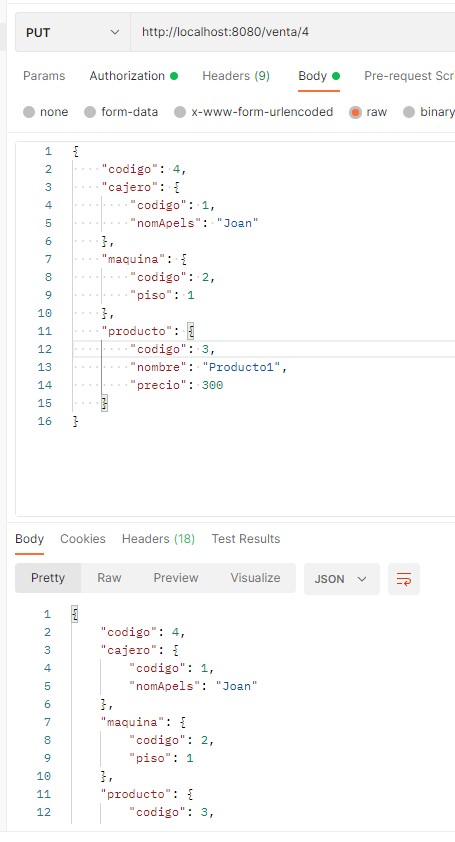 PUT http://localhost:8080/venta/4
Params Authorization Headers (9) Body Pre-request Scr
none form-data x-www-form-urlencoded raw binary
1 {
2 "codigo": 4,
3 "cajero": {
4 "codigo": 1,
5 "nomApels": "Joan"
6 },
7 "maquina": {
8 "codigo": 2,
9 "piso": 1
10 },
11 "producto": {
12 "codigo": 3,
13 "nombre": "Producto1",
14 "precio": 300
15 }
16 }
Body Cookies Headers (18) Test Results
Pretty Raw Preview Visualize JSON
1 {
2 "codigo": 4,
3 "cajero": {
4 "codigo": 1,
5 "nomApels": "Joan"
6 },
7 "maquina": {
8 "codigo": 2,
9 "piso": 1
10 },
11 "producto": {
12 "codigo": 3,